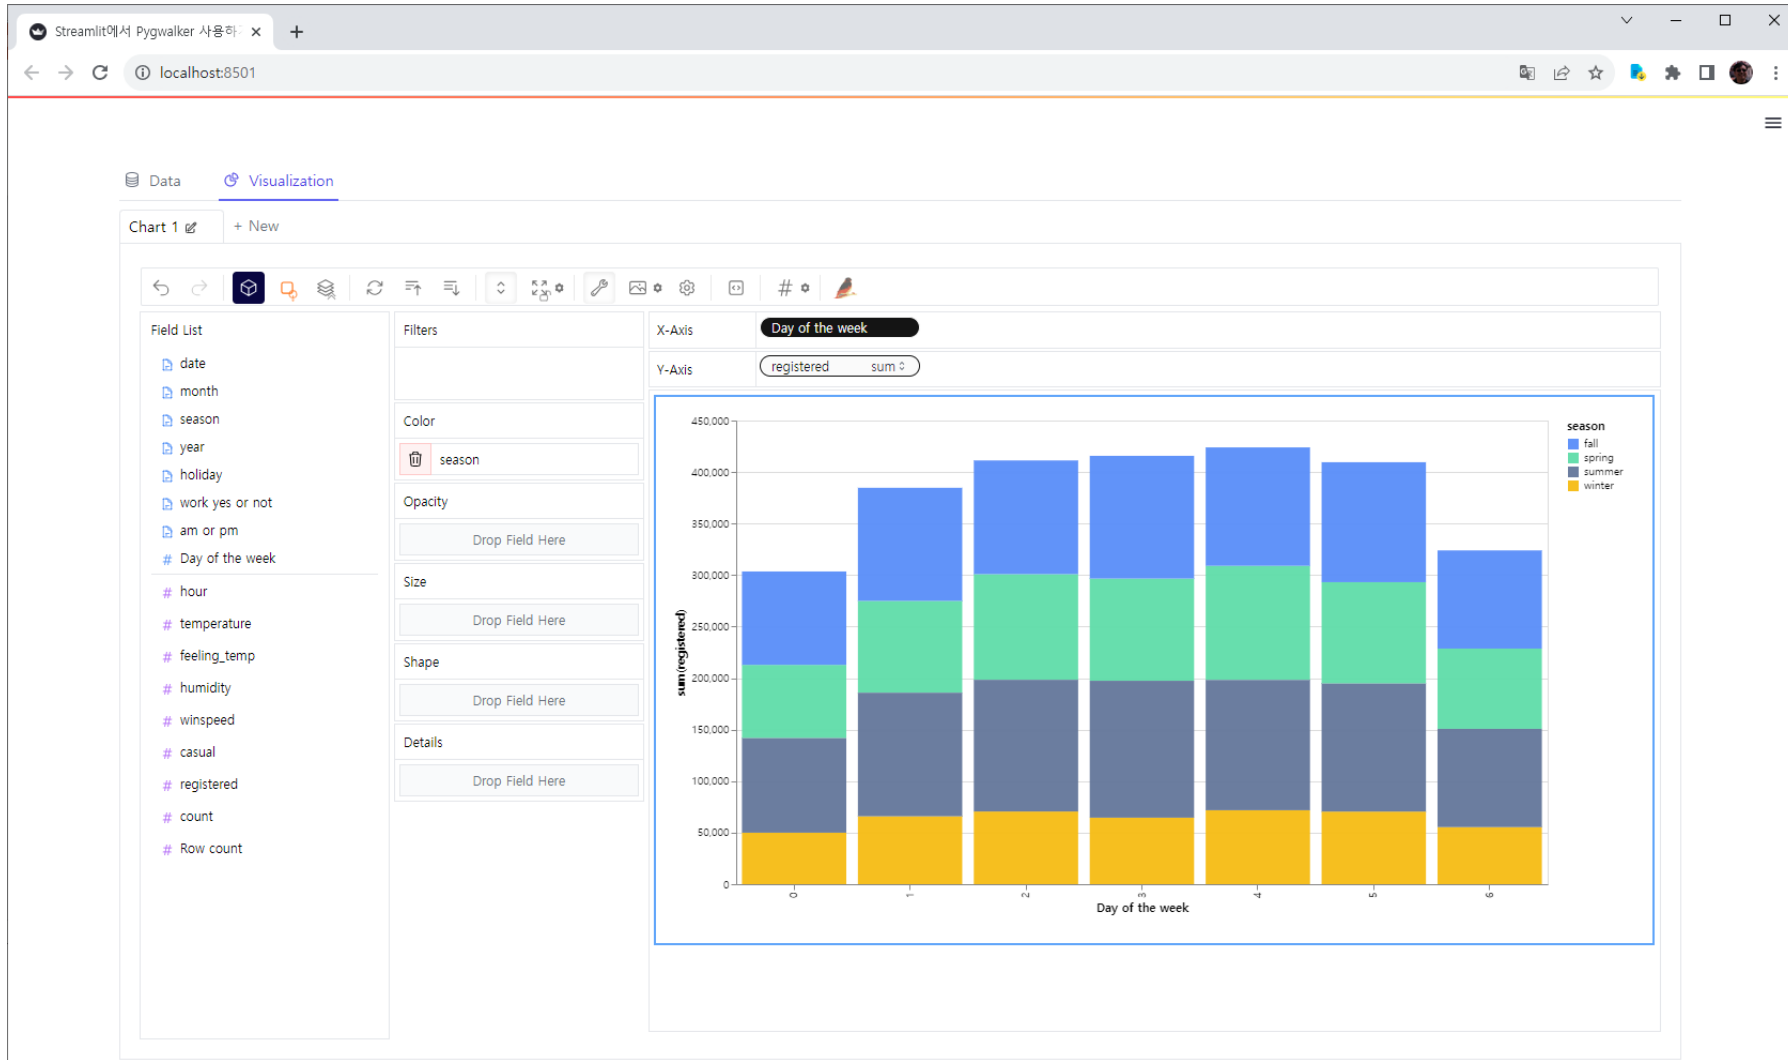 Streamlit에서 Pygwalker 사용하
localhost:8501
Data
Visualization
Chart 1
+ New
Field List
date
month
season
year
holiday
work yes or not
am or pm
# Day of the week
# hour
# temperature
# feeling_temp
# humidity
# winspeed
# casual
# registered
# count
# Row count
Filters
Color
season
Opacity
Drop Field Here
Size
Drop Field Here
Shape
Drop Field Here
Details
Drop Field Here
X-Axis
Day of the week
Y-Axis
registered sum
450,000
400,000
350,000
300,000
250,000
200,000
150,000
100,000
50,000
0
sum(registered)
0 1 2 3 4 5 6
Day of the week
season
fall
spring
summer
winter